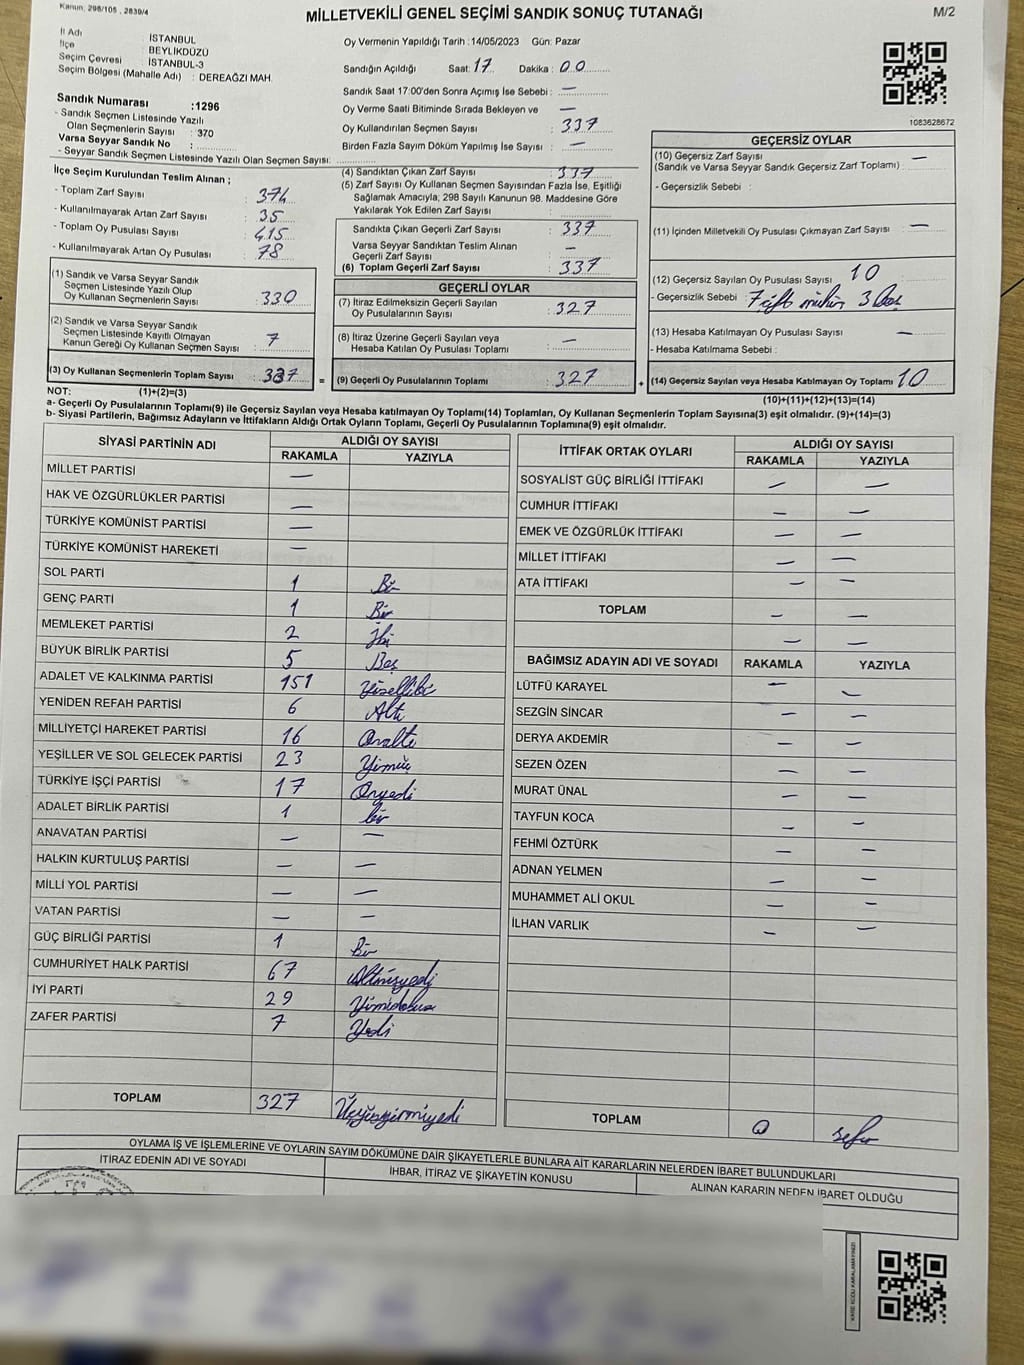 Kanun, 298/105 , 2839/4
MİLLETVEKİLİ GENEL SEÇİMİ SANDIK SONUÇ TUTANAĞI
M/2
İl Adı : İSTANBUL
İlçe : BEYLİKDÜZÜ
Seçim Çevresi : İSTANBUL-3
Seçim Bölgesi (Mahalle Adı) : DEREAĞZI MAH.
Sandık Numarası :1296
- Sandık Seçmen Listesinde Yazılı
Olan Seçmenlerin Sayısı : 370
Varsa Seyyar Sandık No :
- Seyyar Sandık Seçmen Listesinde Yazılı Olan Seçmen Sayısı:
Oy Vermenin Yapıldığı Tarih :14/05/2023 Gün: Pazar
Sandığın Açıldığı Saat: 17 Dakika : 00
Sandık Saat 17:00'den Sonra Açımış İse Sebebi : —
Oy Verme Saati Bitiminde Sırada Bekleyen ve —
Oy Kullandırılan Seçmen Sayısı : 337
Birden Fazla Sayım Döküm Yapılmış İse Sayısı : —
1083628672
İlçe Seçim Kurulundan Teslim Alınan ;
- Toplam Zarf Sayısı : 374
- Kullanılmayarak Artan Zarf Sayısı : 35
- Toplam Oy Pusulası Sayısı : 415
- Kullanılmayarak Artan Oy Pusulası : 78
(1) Sandık ve Varsa Seyyar Sandık
Seçmen Listesinde Yazılı Olup
Oy Kullanan Seçmenlerin Sayısı : 330
(2) Sandık ve Varsa Seyyar Sandık
Seçmen Listesinde Kayıtlı Olmayan
Kanun Gereği Oy Kullanan Seçmen Sayısı : 7
(3) Oy Kullanan Seçmenlerin Toplam Sayısı : 337 =
(4) Sandıktan Çıkan Zarf Sayısı : 337
(5) Zarf Sayısı Oy Kullanan Seçmen Sayısından Fazla İse, Eşitliği
Sağlamak Amacıyla, 298 Sayılı Kanunun 98. Maddesine Göre
Yakılarak Yok Edilen Zarf Sayısı :
Sandıkta Çıkan Geçerli Zarf Sayısı : 337
Varsa Seyyar Sandıktan Teslim Alınan
Geçerli Zarf Sayısı : —
(6) Toplam Geçerli Zarf Sayısı : 337
GEÇERLİ OYLAR
(7) İtiraz Edilmeksizin Geçerli Sayılan
Oy Pusulalarının Sayısı : 327
(8) İtiraz Üzerine Geçerli Sayılan veya
Hesaba Katılan Oy Pusulası Toplamı : —
(9) Geçerli Oy Pusulalarının Toplamı : 327 +
GEÇERSİZ OYLAR
(10) Geçersiz Zarf Sayısı —
(Sandık ve Varsa Seyyar Sandık Geçersiz Zarf Toplamı) :
- Geçersizlik Sebebi :
(11) İçinden Milletvekili Oy Pusulası Çıkmayan Zarf Sayısı : —
(12) Geçersiz Sayılan Oy Pusulası Sayısı : 10
- Geçersizlik Sebebi : 7 çift mühür 3 boş
(13) Hesaba Katılmayan Oy Pusulası Sayısı : —
- Hesaba Katılmama Sebebi :
(14) Geçersiz Sayılan veya Hesaba Katılmayan Oy Toplamı : 10
NOT: (1)+(2)=(3)
(10)+(11)+(12)+(13)=(14)
a- Geçerli Oy Pusulalarının Toplamı(9) ile Geçersiz Sayılan veya Hesaba katılmayan Oy Toplamı(14) Toplamları, Oy Kullanan Seçmenlerin Toplam Sayısına(3) eşit olmalıdır. (9)+(14)=(3)
b- Siyasi Partilerin, Bağımsız Adayların ve İttifakların Aldığı Ortak Oyların Toplamı, Geçerli Oy Pusulalarının Toplamına(9) eşit olmalıdır.
SİYASİ PARTİNİN ADI ALDIĞI OY SAYISI
RAKAMLA YAZIYLA
MİLLET PARTİSİ —
HAK VE ÖZGÜRLÜKLER PARTİSİ —
TÜRKİYE KOMÜNİST PARTİSİ —
TÜRKİYE KOMÜNİST HAREKETİ —
SOL PARTİ 1 Bir
GENÇ PARTİ 1 Bir
MEMLEKET PARTİSİ 2 İki
BÜYÜK BİRLİK PARTİSİ 5 Beş
ADALET VE KALKINMA PARTİSİ 151 Yüzellibir
YENİDEN REFAH PARTİSİ 6 Altı
MİLLİYETÇİ HAREKET PARTİSİ 16 Onaltı
YEŞİLLER VE SOL GELECEK PARTİSİ 23 Yirmiüç
TÜRKİYE İŞÇİ PARTİSİ 17 Onyedi
ADALET BİRLİK PARTİSİ 1 bir
ANAVATAN PARTİSİ — —
HALKIN KURTULUŞ PARTİSİ — —
MİLLİ YOL PARTİSİ — —
VATAN PARTİSİ — —
GÜÇ BİRLİĞİ PARTİSİ 1 Bir
CUMHURİYET HALK PARTİSİ 67 Altmışyedi
İYİ PARTİ 29 Yirmidokuz
ZAFER PARTİSİ 7 Yedi
TOPLAM 327 Üçyüzyirmiyedi
İTTİFAK ORTAK OYLARI ALDIĞI OY SAYISI
RAKAMLA YAZIYLA
SOSYALİST GÜÇ BİRLİĞİ İTTİFAKI — —
CUMHUR İTTİFAKI — —
EMEK VE ÖZGÜRLÜK İTTİFAKI — —
MİLLET İTTİFAKI — —
ATA İTTİFAKI — —
TOPLAM — —
— —
BAĞIMSIZ ADAYIN ADI VE SOYADI RAKAMLA YAZIYLA
LÜTFÜ KARAYEL — —
SEZGİN SİNCAR — —
DERYA AKDEMİR — —
SEZEN ÖZEN — —
MURAT ÜNAL — —
TAYFUN KOCA — —
FEHMİ ÖZTÜRK — —
ADNAN YELMEN — —
MUHAMMET ALİ OKUL — —
İLHAN VARLIK — —
TOPLAM 0 sıfır
OYLAMA İŞ VE İŞLEMLERİNE VE OYLARIN SAYIM DÖKÜMÜNE DAİR ŞİKAYETLERLE BUNLARA AİT KARARLARIN NELERDEN İBARET BULUNDUKLARI
İTİRAZ EDENİN ADI VE SOYADI
İHBAR, İTİRAZ VE ŞİKAYETİN KONUSU
ALINAN KARARIN NEDEN İBARET OLDUĞU
KARE KODU KARALAMAYINIZ!